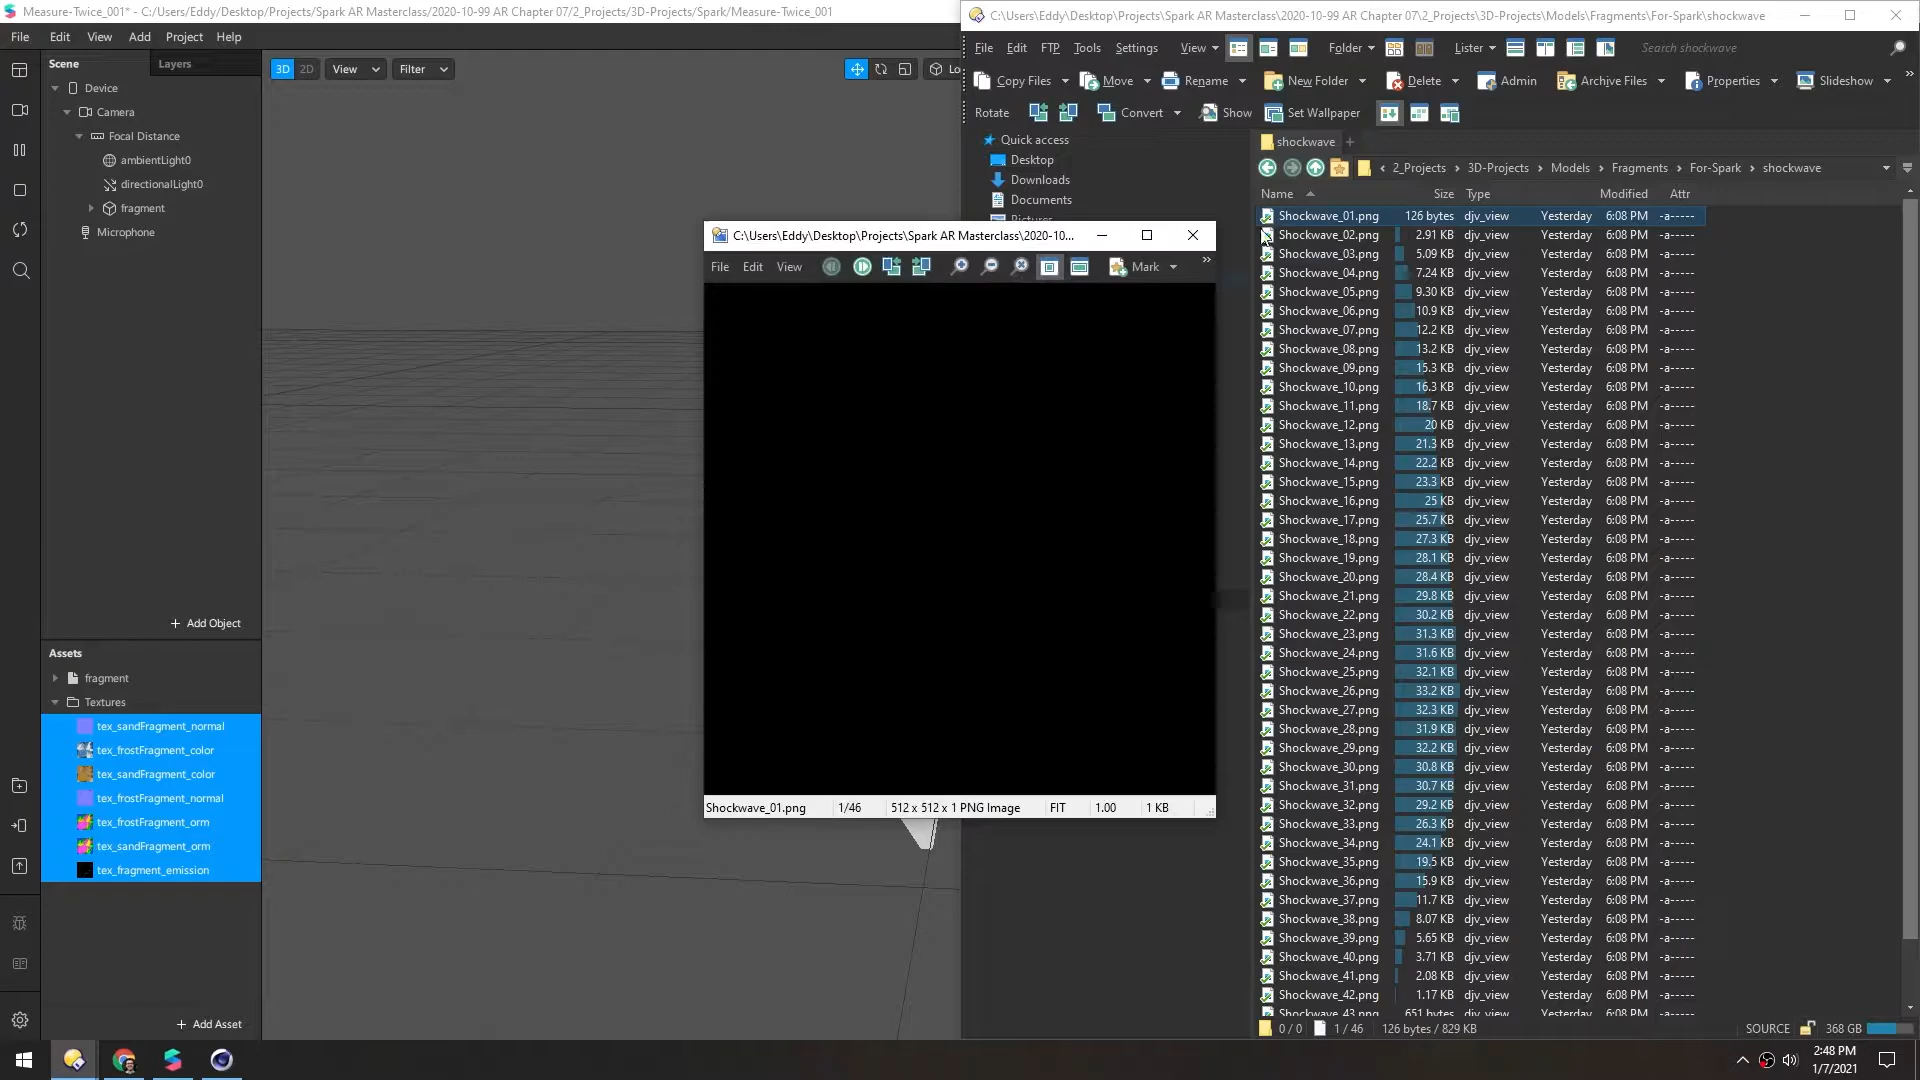 Measure-Twice_001* - C:/Users/Eddy/Desktop/Projects/Spark AR Masterclass/2020-10-99 AR Chapter 07/2_Projects/3D-Projects/Spark/Measure-Twice_001
File Edit View Add Project Help
Scene Layers
Device
Camera
Focal Distance
ambientLight0
directionalLight0
fragment
Microphone
+ Add Object
Assets
fragment
Textures
tex_sandFragment_normal
tex_frostFragment_color
tex_sandFragment_color
tex_frostFragment_normal
tex_frostFragment_orm
tex_sandFragment_orm
tex_fragment_emission
+ Add Asset
3D 2D View Filter Lo
C:\Users\Eddy\Desktop\Projects\Spark AR Masterclass\2020-10...
File Edit View Mark
Shockwave_01.png 1/46 512 x 512 x 1 PNG Image FIT 1.00 1 KB
C:\Users\Eddy\Desktop\Projects\Spark AR Masterclass\2020-10-99 AR Chapter 07\2_Projects\3D-Projects\Models\Fragments\For-Spark\shockwave
File Edit FTP Tools Settings View Folder Lister Search shockwave
Copy Files Move Rename New Folder Delete Admin Archive Files Properties Slideshow
Rotate Convert Show Set Wallpaper
Quick access
Desktop
Downloads
Documents
Pictures
shockwave
2_Projects 3D-Projects Models Fragments For-Spark shockwave
Name Size Type Modified Attr
Shockwave_01.png 126 bytes djv_view Yesterday 6:08 PM -a-----
Shockwave_02.png 2.91 KB djv_view Yesterday 6:08 PM -a-----
Shockwave_03.png 5.09 KB djv_view Yesterday 6:08 PM -a-----
Shockwave_04.png 7.24 KB djv_view Yesterday 6:08 PM -a-----
Shockwave_05.png 9.30 KB djv_view Yesterday 6:08 PM -a-----
Shockwave_06.png 10.9 KB djv_view Yesterday 6:08 PM -a-----
Shockwave_07.png 12.2 KB djv_view Yesterday 6:08 PM -a-----
Shockwave_08.png 13.2 KB djv_view Yesterday 6:08 PM -a-----
Shockwave_09.png 15.3 KB djv_view Yesterday 6:08 PM -a-----
Shockwave_10.png 16.3 KB djv_view Yesterday 6:08 PM -a-----
Shockwave_11.png 18.7 KB djv_view Yesterday 6:08 PM -a-----
Shockwave_12.png 20 KB djv_view Yesterday 6:08 PM -a-----
Shockwave_13.png 21.3 KB djv_view Yesterday 6:08 PM -a-----
Shockwave_14.png 22.2 KB djv_view Yesterday 6:08 PM -a-----
Shockwave_15.png 23.3 KB djv_view Yesterday 6:08 PM -a-----
Shockwave_16.png 25 KB djv_view Yesterday 6:08 PM -a-----
Shockwave_17.png 25.7 KB djv_view Yesterday 6:08 PM -a-----
Shockwave_18.png 27.3 KB djv_view Yesterday 6:08 PM -a-----
Shockwave_19.png 28.1 KB djv_view Yesterday 6:08 PM -a-----
Shockwave_20.png 28.4 KB djv_view Yesterday 6:08 PM -a-----
Shockwave_21.png 29.8 KB djv_view Yesterday 6:08 PM -a-----
Shockwave_22.png 30.2 KB djv_view Yesterday 6:08 PM -a-----
Shockwave_23.png 31.3 KB djv_view Yesterday 6:08 PM -a-----
Shockwave_24.png 31.6 KB djv_view Yesterday 6:08 PM -a-----
Shockwave_25.png 32.1 KB djv_view Yesterday 6:08 PM -a-----
Shockwave_26.png 33.2 KB djv_view Yesterday 6:08 PM -a-----
Shockwave_27.png 32.3 KB djv_view Yesterday 6:08 PM -a-----
Shockwave_28.png 31.9 KB djv_view Yesterday 6:08 PM -a-----
Shockwave_29.png 32.2 KB djv_view Yesterday 6:08 PM -a-----
Shockwave_30.png 30.8 KB djv_view Yesterday 6:08 PM -a-----
Shockwave_31.png 30.7 KB djv_view Yesterday 6:08 PM -a-----
Shockwave_32.png 29.2 KB djv_view Yesterday 6:08 PM -a-----
Shockwave_33.png 26.3 KB djv_view Yesterday 6:08 PM -a-----
Shockwave_34.png 24.1 KB djv_view Yesterday 6:08 PM -a-----
Shockwave_35.png 19.5 KB djv_view Yesterday 6:08 PM -a-----
Shockwave_36.png 15.9 KB djv_view Yesterday 6:08 PM -a-----
Shockwave_37.png 11.7 KB djv_view Yesterday 6:08 PM -a-----
Shockwave_38.png 8.07 KB djv_view Yesterday 6:08 PM -a-----
Shockwave_39.png 5.65 KB djv_view Yesterday 6:08 PM -a-----
Shockwave_40.png 3.71 KB djv_view Yesterday 6:08 PM -a-----
Shockwave_41.png 2.08 KB djv_view Yesterday 6:08 PM -a-----
Shockwave_42.png 1.17 KB djv_view Yesterday 6:08 PM -a-----
Shockwave_43.png 651 bytes djv_view Yesterday 6:08 PM -a-----
0 / 0 1 / 46 126 bytes / 829 KB SOURCE 368 GB
2:48 PM
1/7/2021